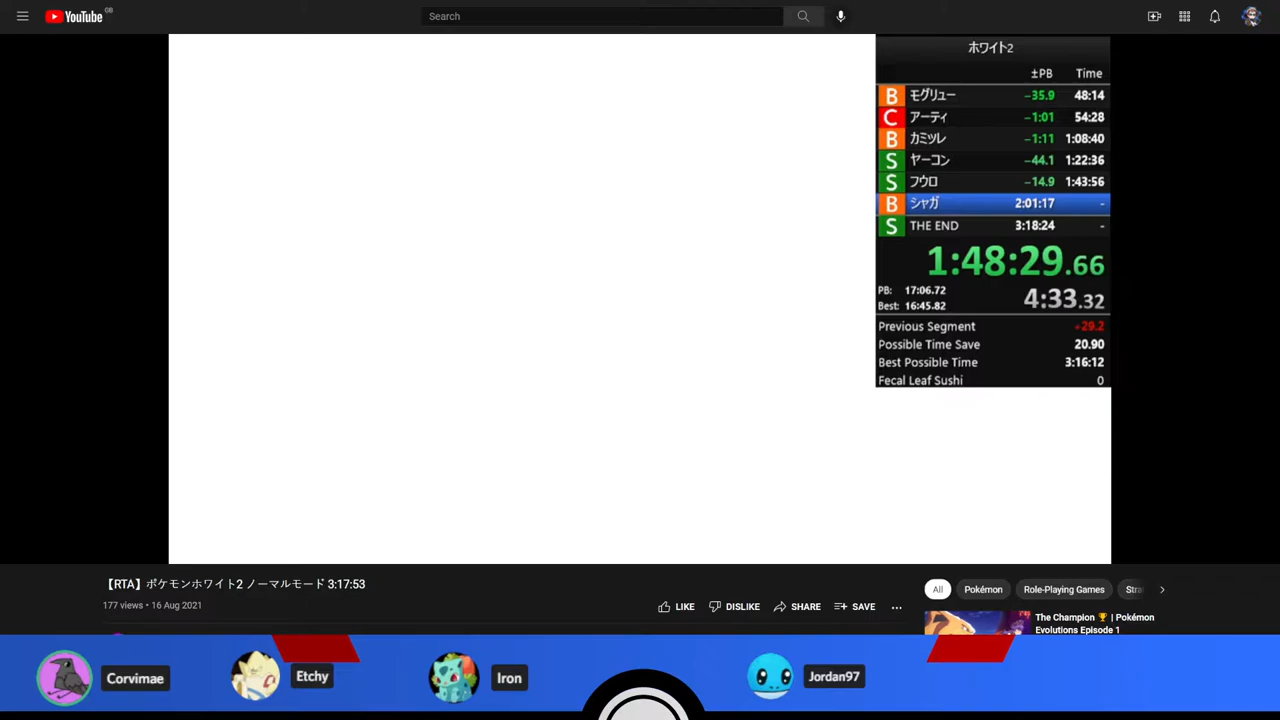 YouTube GB
Search
ホワイト2
±PB Time
B モグリュー -35.9 48:14
C アーティ -1:01 54:28
B カミツレ -1:11 1:08:40
S ヤーコン -44.1 1:22:36
S フウロ -14.9 1:43:56
B シャガ 2:01:17 -
S THE END 3:18:24 -
1:48:29.66
PB: 17:06.72
Best: 16:45.82
4:33.32
Previous Segment +29.2
Possible Time Save 20.90
Best Possible Time 3:16:12
Fecal Leaf Sushi 0
【RTA】ポケモンホワイト2 ノーマルモード 3:17:53
177 views • 16 Aug 2021
LIKE DISLIKE SHARE SAVE ...
All Pokémon Role-Playing Games Stra
The Champion 🏆 | Pokémon
Evolutions Episode 1
Corvimae Etchy Iron Jordan97